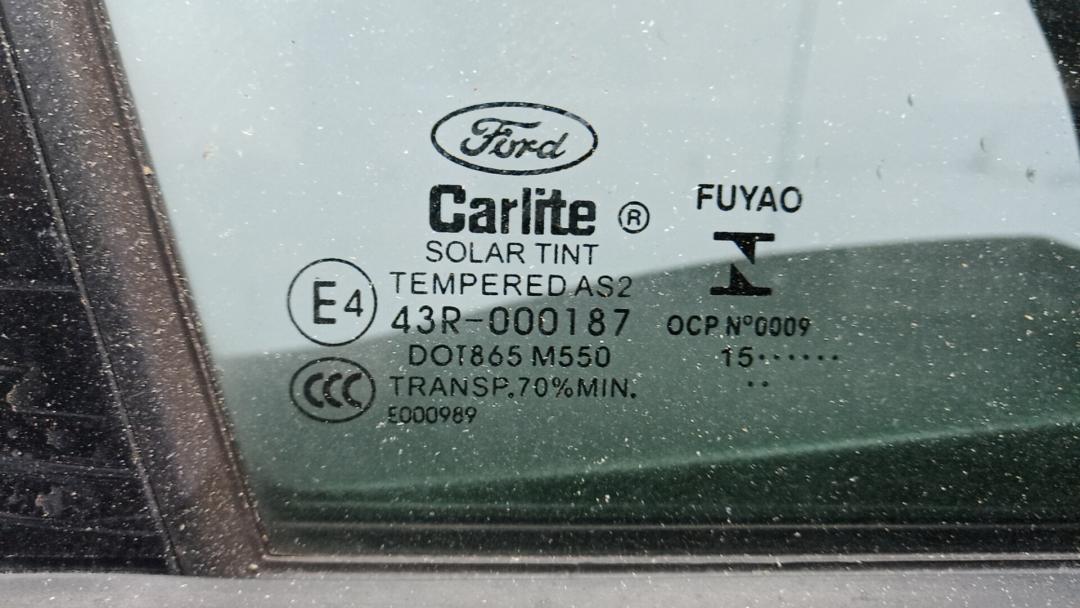 Ford
Carlite ®
SOLAR TINT
TEMPERED AS2
E4
43R-000187
DOT865 M550
CCC
TRANSP.70%MIN.
E000989
FUYAO
OCP Nº0009
15······
··